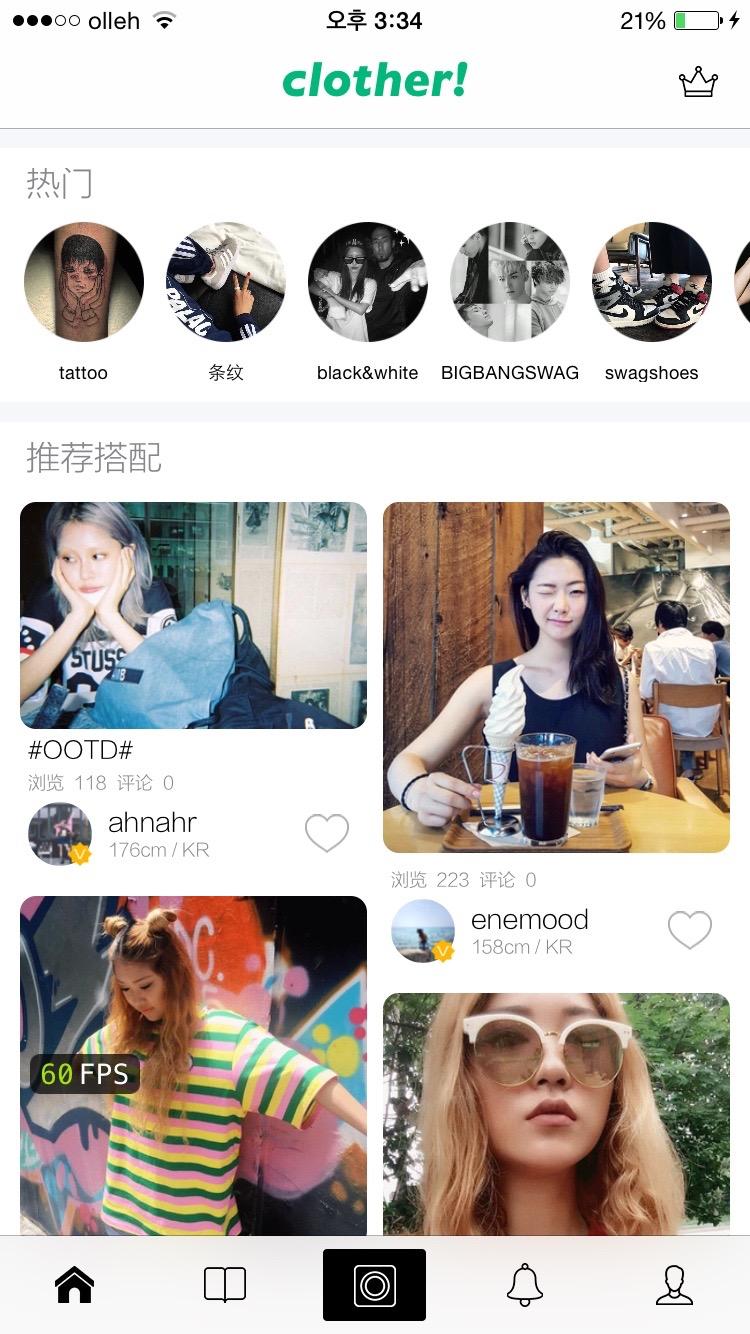 olleh 오후 3:34 21%
clother!
热门
PALAC
tattoo 条纹 black&white BIGBANGSWAG swagshoes
推荐搭配
STUSS
#OOTD#
浏览 118 评论 0
ahnahr
176cm / KR
浏览 223 评论 0
enemood
158cm / KR
60 FPS